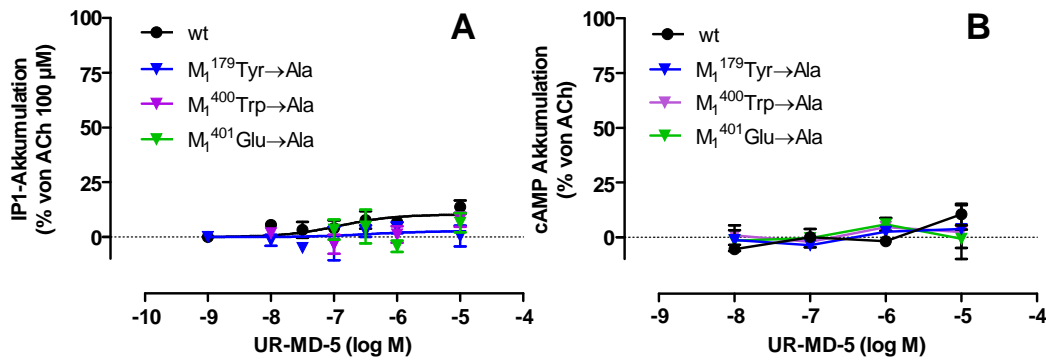 A
wt
M₁¹⁷⁹Tyr→Ala
M₁⁴⁰⁰Trp→Ala
M₁⁴⁰¹Glu→Ala
IP1-Akkumulation
(% von ACh 100 µM)
100
75
50
25
0
-10 -9 -8 -7 -6 -5 -4
UR-MD-5 (log M)
B
wt
M₁¹⁷⁹Tyr→Ala
M₁⁴⁰⁰Trp→Ala
M₁⁴⁰¹Glu→Ala
cAMP Akkumulation
(% von ACh)
100
75
50
25
0
-9 -8 -7 -6 -5 -4
UR-MD-5 (log M)